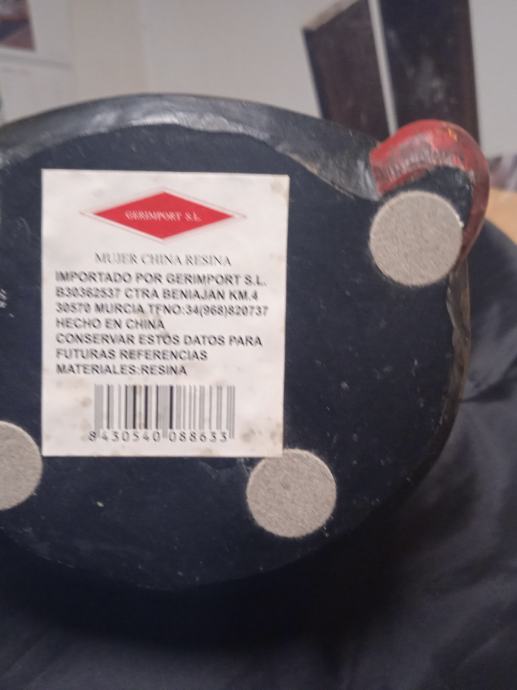 GERIMPORT S.L.
MUJER CHINA RESINA
IMPORTADO POR GERIMPORT S.L.
B30362537 CTRA BENIAJAN KM.4
30570 MURCIA TFNO:34(968)820737
HECHO EN CHINA
CONSERVAR ESTOS DATOS PARA
FUTURAS REFERENCIAS
MATERIALES:RESINA
8430540088633